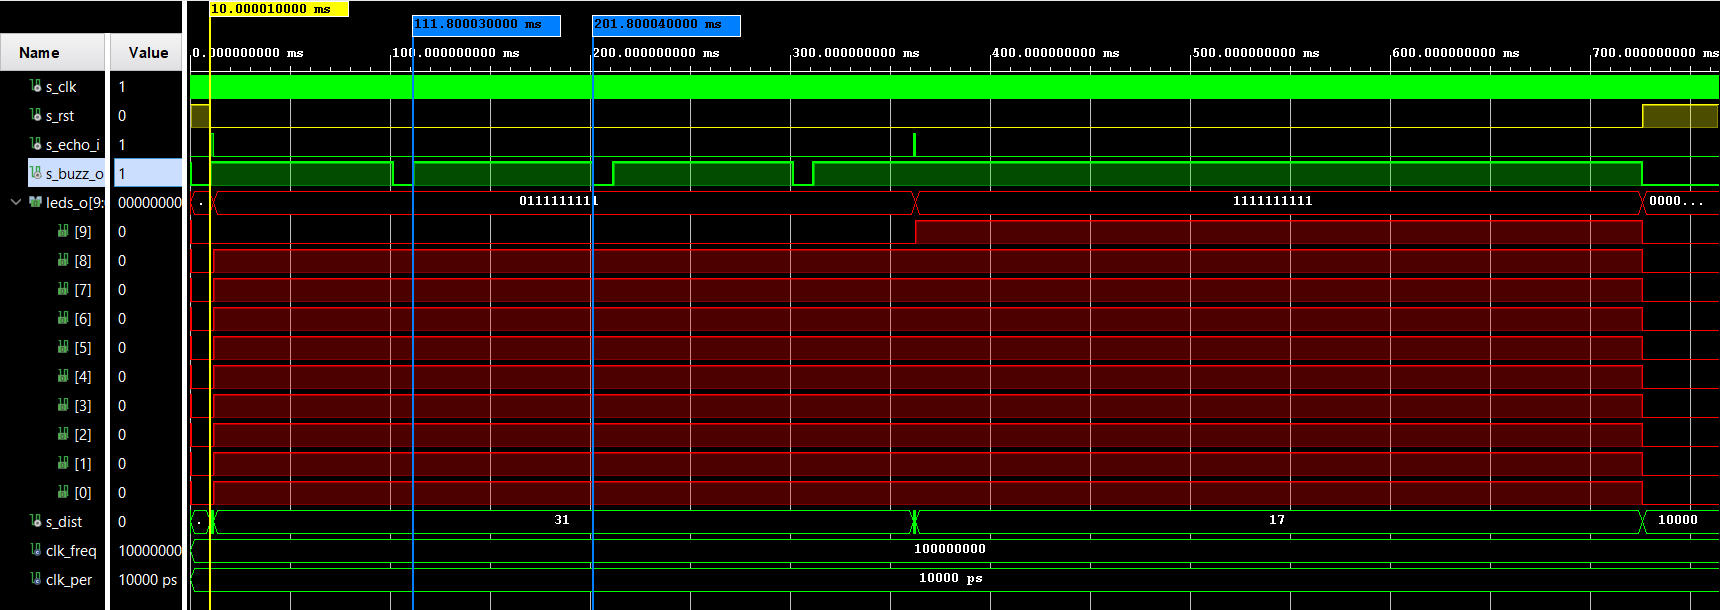 10.000010000 ms
111.800030000 ms 201.800040000 ms
Name Value 0.000000000 ms 100.000000000 ms 200.000000000 ms 300.000000000 ms 400.000000000 ms 500.000000000 ms 600.000000000 ms 700.000000000 ms
s_clk 1
s_rst 0
s_echo_i 1
s_buzz_o 1
leds_o[9: 00000000 . 0111111111 1111111111 0000...
[9] 0
[8] 0
[7] 0
[6] 0
[5] 0
[4] 0
[3] 0
[2] 0
[1] 0
[0] 0
s_dist 0 . 31 17 10000
clk_freq 10000000 100000000
clk_per 10000 ps 10000 ps